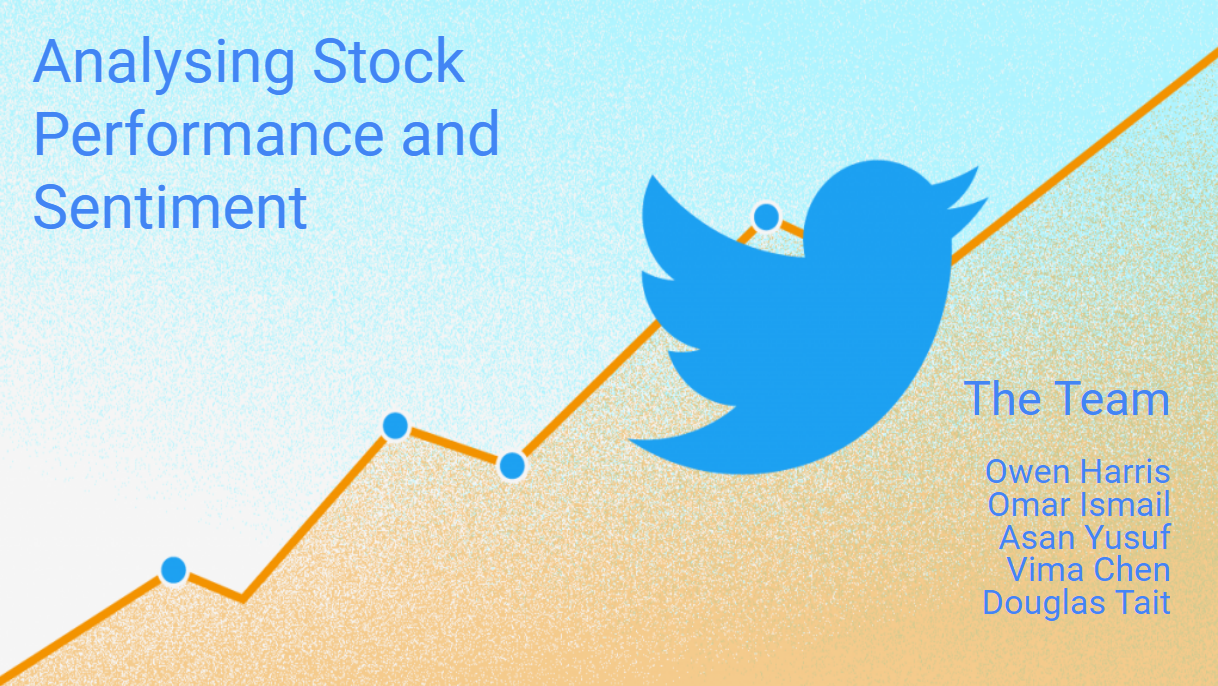 Analysing Stock
Performance and
Sentiment
The Team
Owen Harris
Omar Ismail
Asan Yusuf
Vima Chen
Douglas Tait